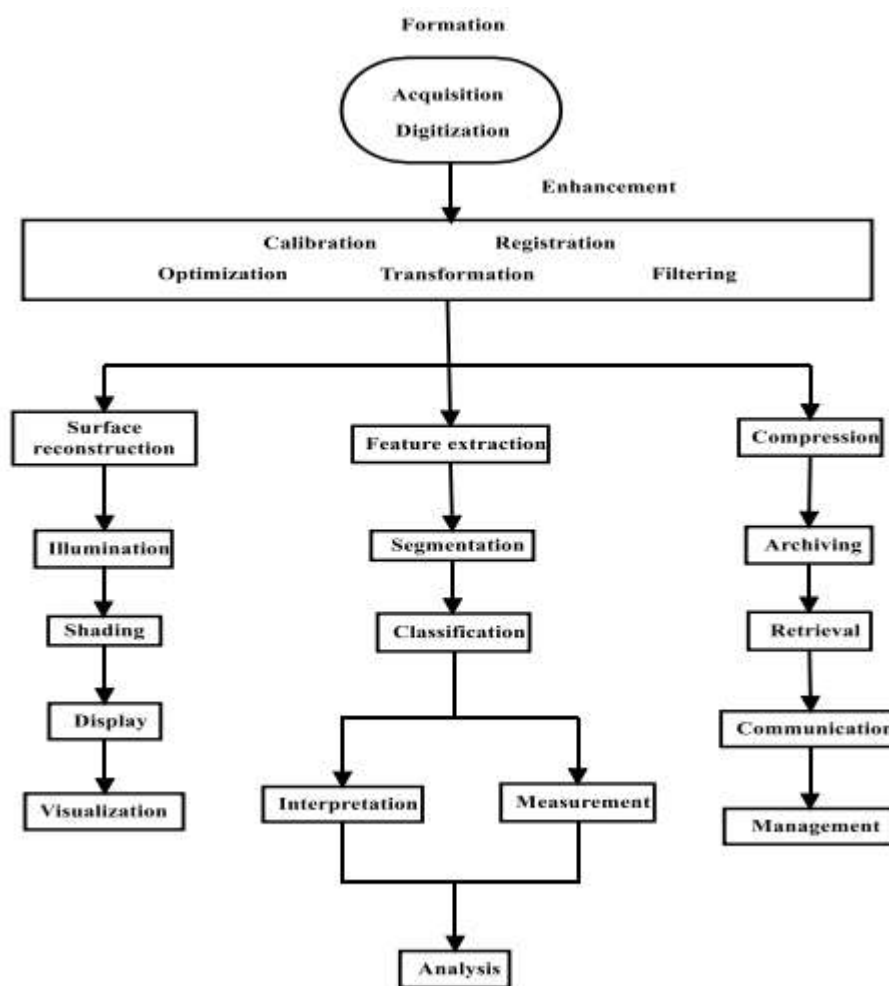 Formation
Acquisition
Digitization
Enhancement
Calibration Registration
Optimization Transformation Filtering
Surface
reconstruction
Feature extraction
Compression
Illumination
Segmentation
Archiving
Shading
Classification
Retrieval
Display
Communication
Visualization
Interpretation
Measurement
Management
Analysis